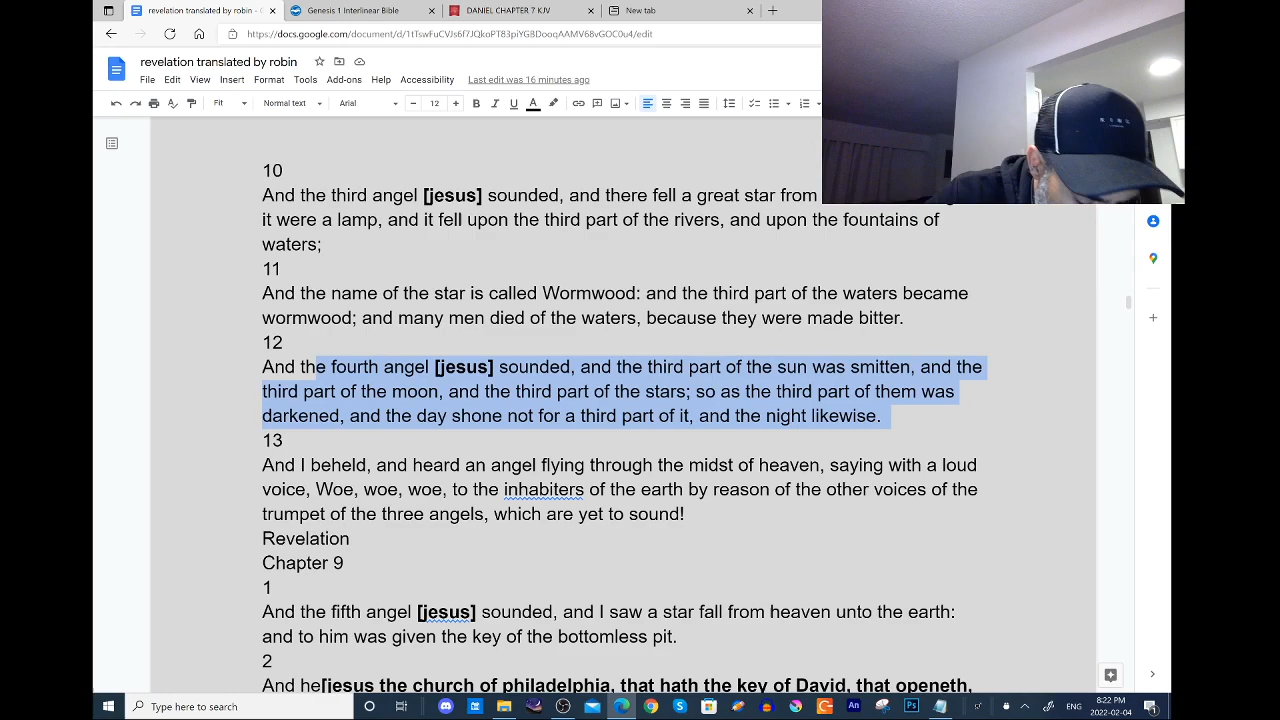 revelation translated by robin - G
Genesis 1 Interlinear Bible
DANIEL CHAPTER 7 KJV
New tab
https://docs.google.com/document/d/1tTswFuCVJs6f7JQkoPT83piYGBDooqAAMV68vGOC0u4/edit
revelation translated by robin
File Edit View Insert Format Tools Add-ons Help Accessibility Last edit was 16 minutes ago
Fit Normal text Arial 12 B I U A
10
And the third angel [jesus] sounded, and there fell a great star from
it were a lamp, and it fell upon the third part of the rivers, and upon the fountains of
waters;
11
And the name of the star is called Wormwood: and the third part of the waters became
wormwood; and many men died of the waters, because they were made bitter.
12
And the fourth angel [jesus] sounded, and the third part of the sun was smitten, and the
third part of the moon, and the third part of the stars; so as the third part of them was
darkened, and the day shone not for a third part of it, and the night likewise.
13
And I beheld, and heard an angel flying through the midst of heaven, saying with a loud
voice, Woe, woe, woe, to the inhabiters of the earth by reason of the other voices of the
trumpet of the three angels, which are yet to sound!
Revelation
Chapter 9
1
And the fifth angel [jesus] sounded, and I saw a star fall from heaven unto the earth:
and to him was given the key of the bottomless pit.
2
And he[jesus the church of philadelphia, that hath the key of David, that openeth,
Type here to search
An
Ps
ENG
8:22 PM
2022-02-04